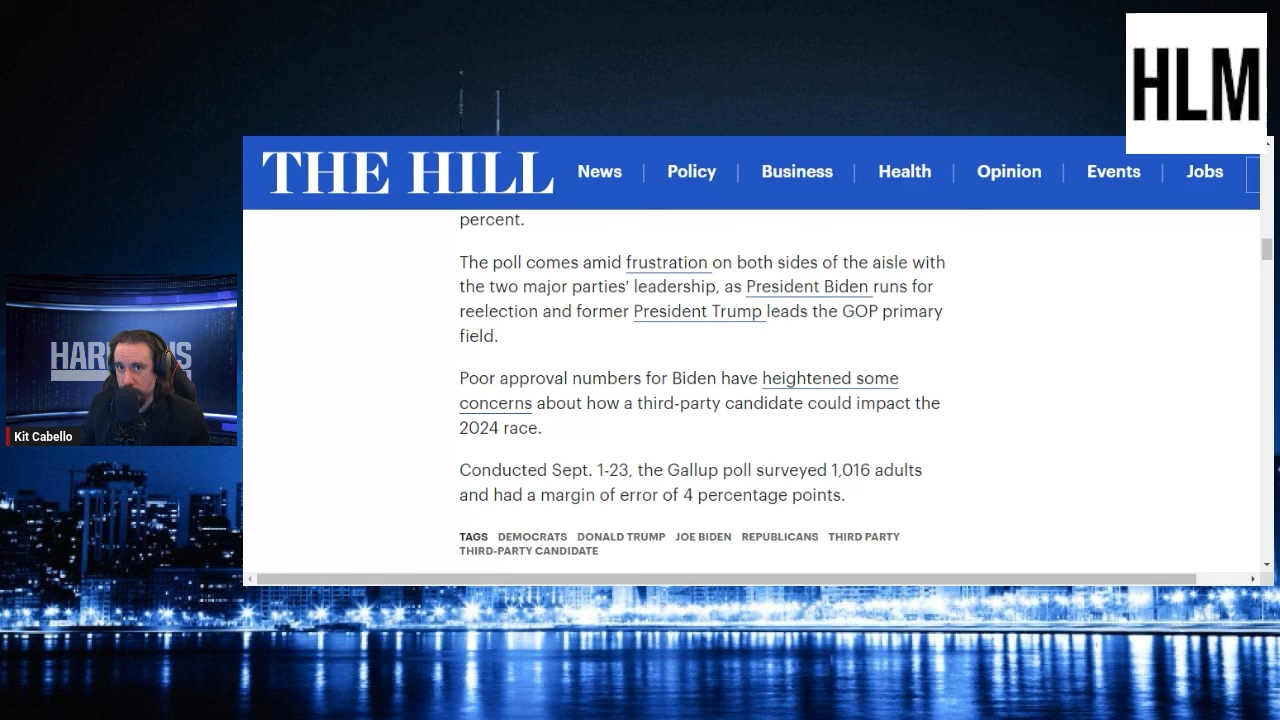 HLM
THE HILL
News
Policy
Business
Health
Opinion
Events
Jobs
percent.
The poll comes amid frustration on both sides of the aisle with
the two major parties' leadership, as President Biden runs for
reelection and former President Trump leads the GOP primary
field.
Poor approval numbers for Biden have heightened some
concerns about how a third-party candidate could impact the
2024 race.
Conducted Sept. 1-23, the Gallup poll surveyed 1,016 adults
and had a margin of error of 4 percentage points.
TAGS DEMOCRATS DONALD TRUMP JOE BIDEN REPUBLICANS THIRD PARTY
THIRD-PARTY CANDIDATE
Kit Cabello